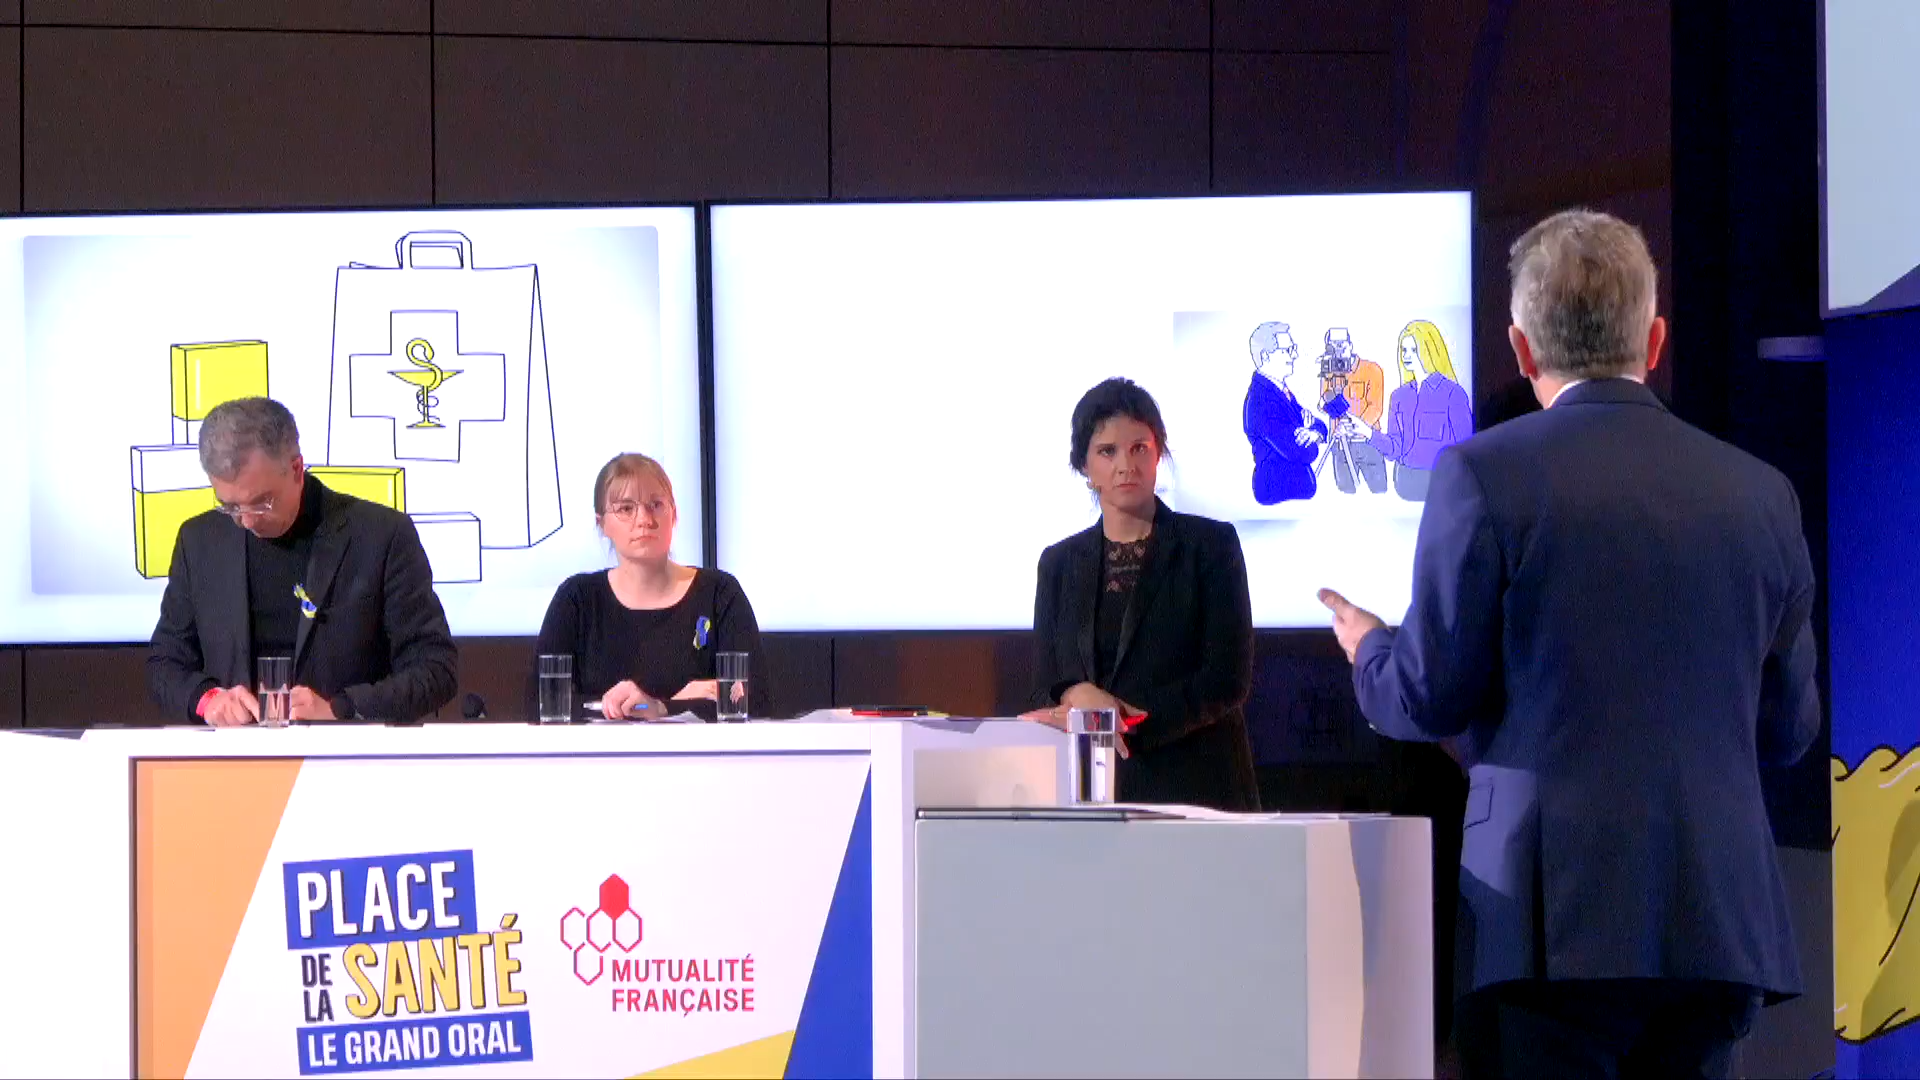 PLACE
DE LA
SANTÉ
LE GRAND ORAL
MUTUALITÉ
FRANÇAISE